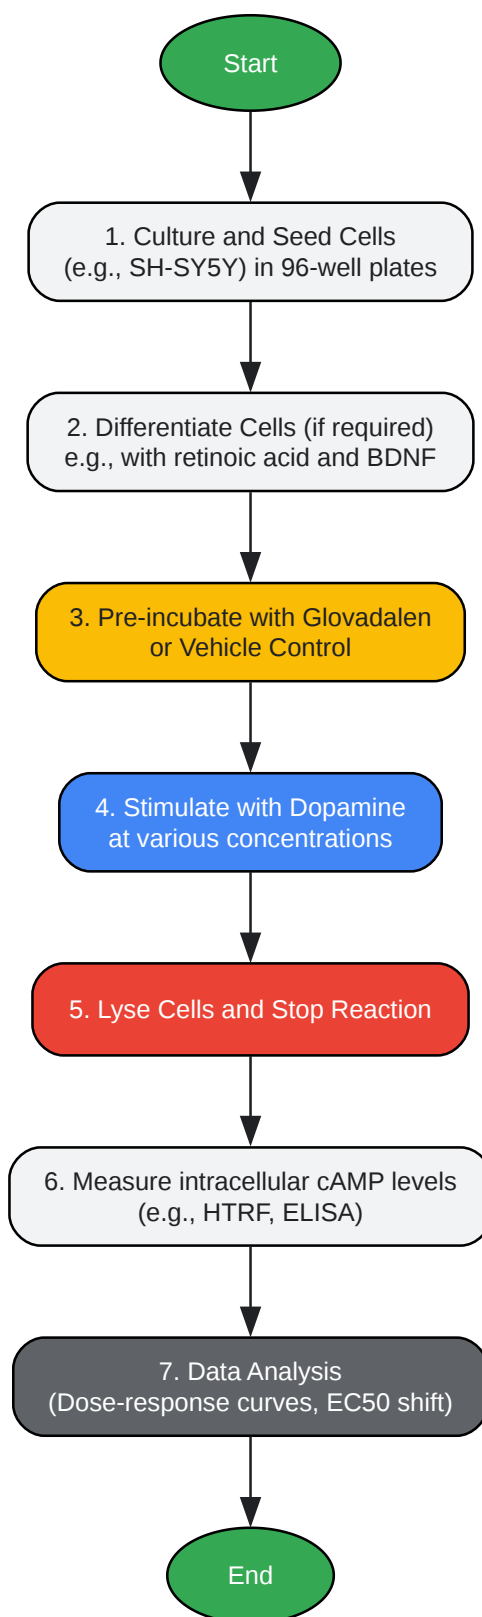 Start
1. Culture and Seed Cells
(e.g., SH-SY5Y) in 96-well plates
2. Differentiate Cells (if required)
e.g., with retinoic acid and BDNF
3. Pre-incubate with Glovadalen
or Vehicle Control
4. Stimulate with Dopamine
at various concentrations
5. Lyse Cells and Stop Reaction
6. Measure intracellular cAMP levels
(e.g., HTRF, ELISA)
7. Data Analysis
(Dose-response curves, EC50 shift)
End